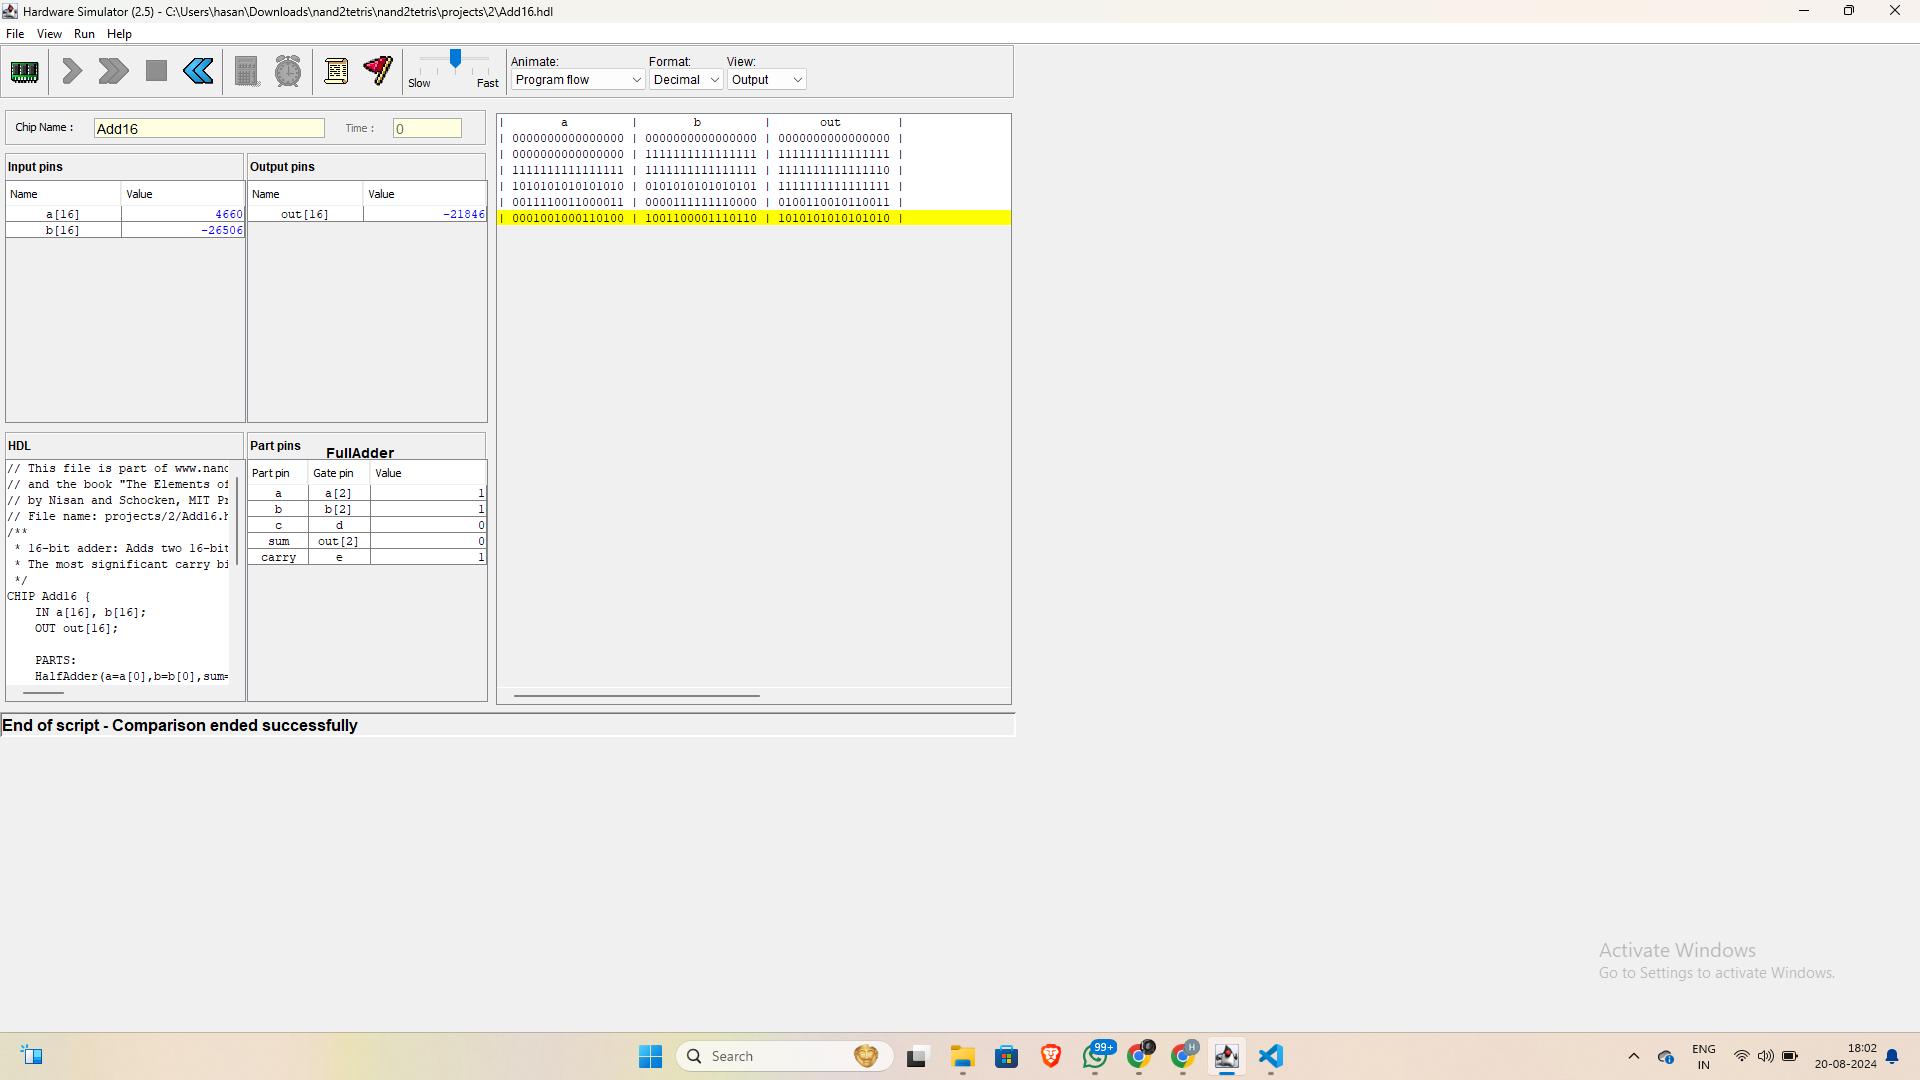 Hardware Simulator (2.5) - C:\Users\hasan\Downloads\nand2tetris\nand2tetris\projects\2\Add16.hdl
File View Run Help
Animate: Format: View:
Slow Fast Program flow Decimal Output
Chip Name : Add16 Time : 0
Input pins Output pins
Name Value Name Value
a[16] 4660 out[16] -21846
b[16] -26506
| a | b | out |
| 0000000000000000 | 0000000000000000 | 0000000000000000 |
| 0000000000000000 | 1111111111111111 | 1111111111111111 |
| 1111111111111111 | 1111111111111111 | 1111111111111110 |
| 1010101010101010 | 0101010101010101 | 1111111111111111 |
| 0011110011000011 | 0000111111110000 | 0100110010110011 |
| 0001001000110100 | 1001100001110110 | 1010101010101010 |
HDL
// This file is part of www.nand
// and the book "The Elements of
// by Nisan and Schocken, MIT Pr
// File name: projects/2/Add16.h
/**
* 16-bit adder: Adds two 16-bit
* The most significant carry bi
*/
CHIP Add16 {
IN a[16], b[16];
OUT out[16];
PARTS:
HalfAdder(a=a[0],b=b[0],sum=
Part pins FullAdder
Part pin Gate pin Value
a a[2] 1
b b[2] 1
c d 0
sum out[2] 0
carry e 1
End of script - Comparison ended successfully
Activate Windows
Go to Settings to activate Windows.
Search
99+
H
ENG
IN
18:02
20-08-2024